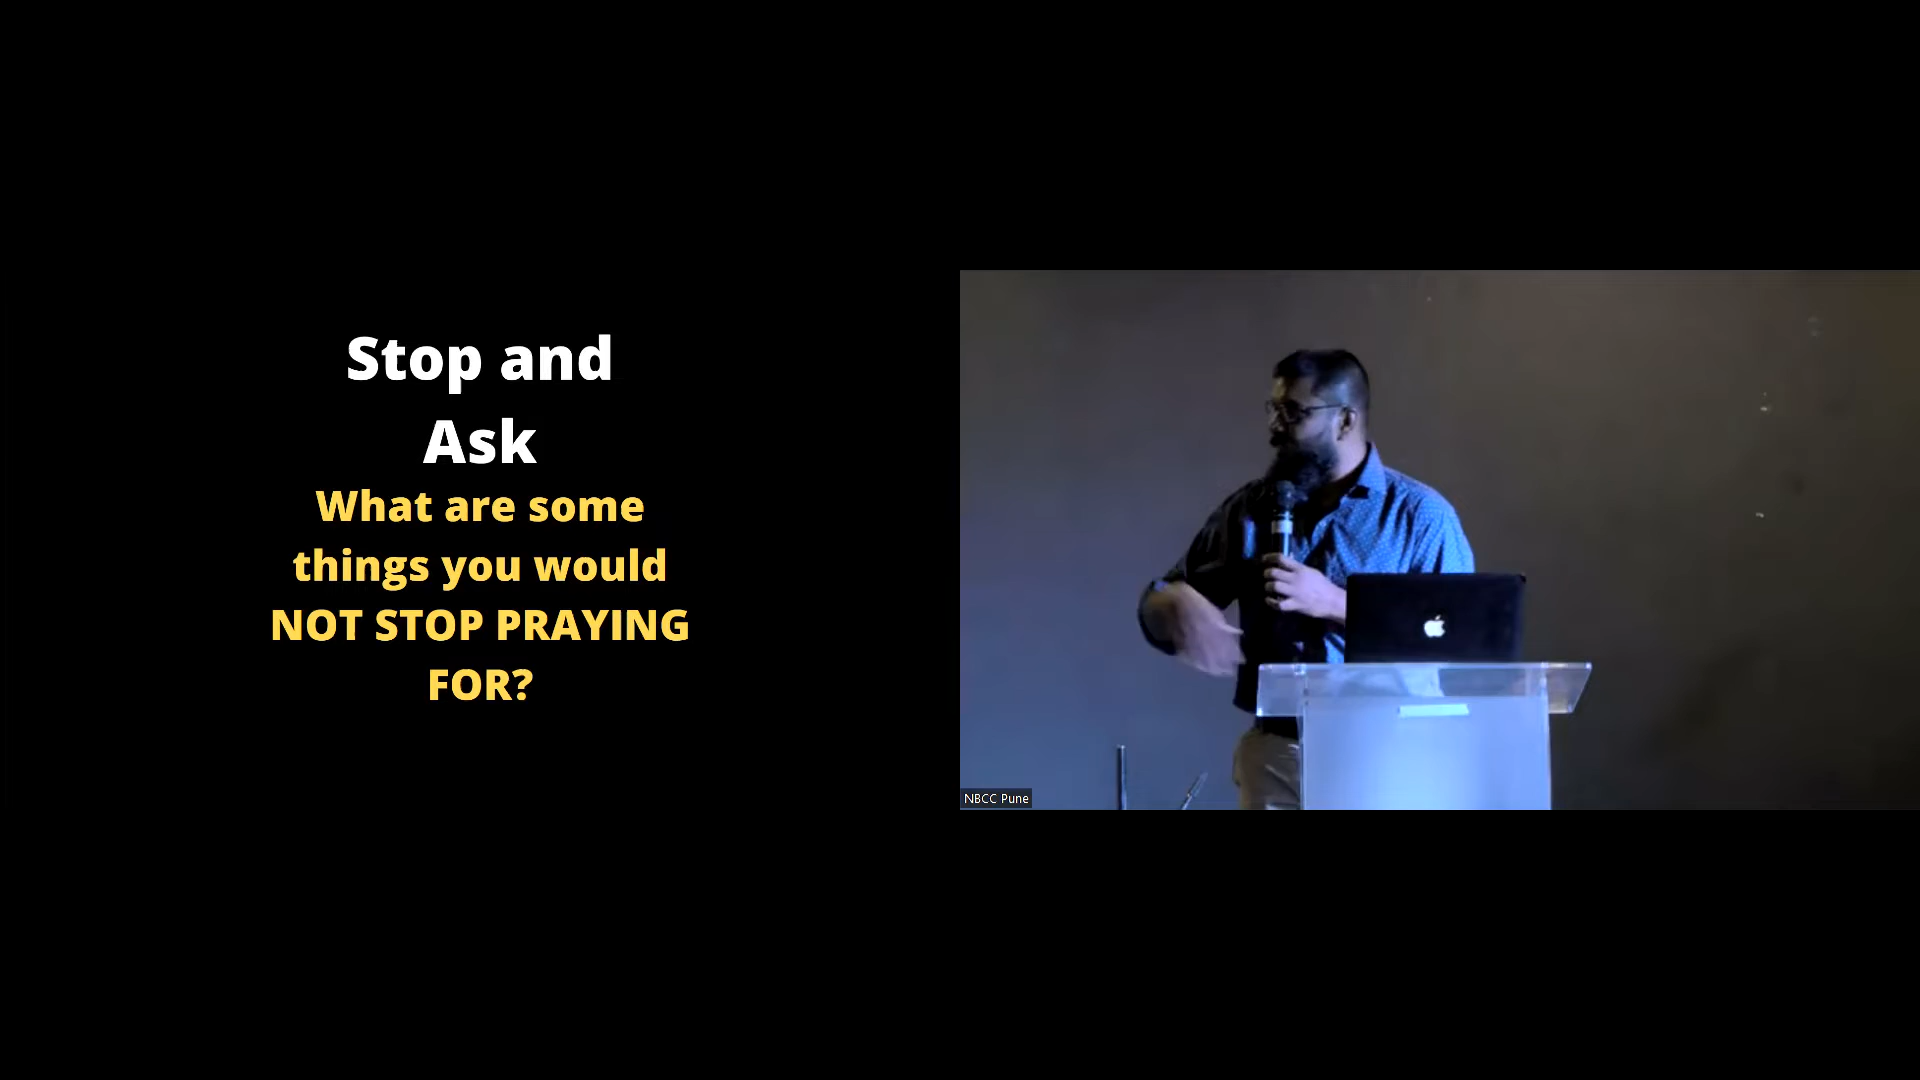 Stop and
Ask
What are some
things you would
NOT STOP PRAYING
FOR?
NBCC Pune